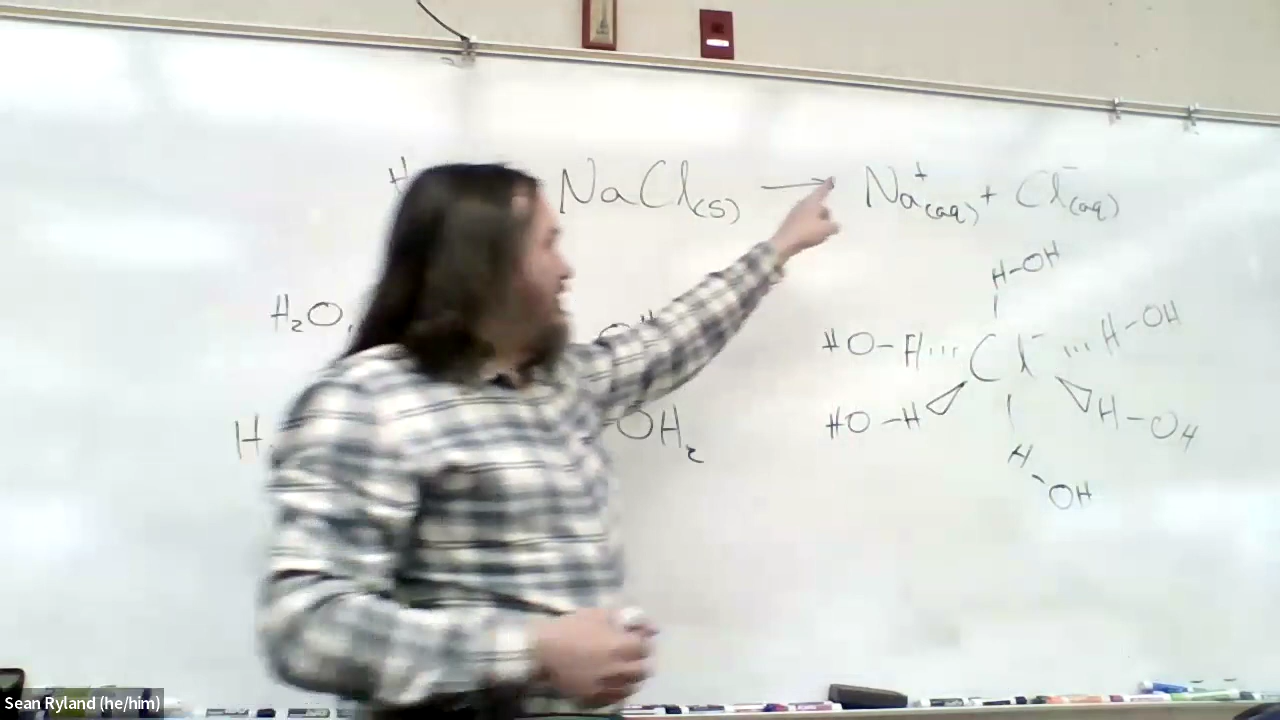 H NaCl(s) → Na⁺(aq) + Cl⁻(aq)
H-OH
H₂O,
HO-H ... Cl⁻ ... H-OH
HO-H H-OH
H OH₂
H
OH
Sean Ryland (he/him)